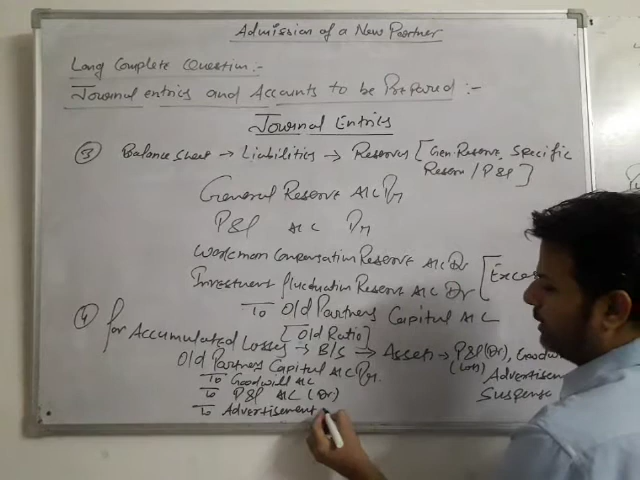 Admission of a New Partner
Long Complete Question:-
Journal entries and Accounts to be Prepared:-
Journal Entries
③ Balance Sheet → Liabilities → Reserves [Gen Reserve, Specific
Reserve / P&L]
General Reserve A/C Dr
P&L A/C Dr
Workmen Compensation Reserve A/C Dr
Investment fluctuation Reserve A/C Dr [Exce
To Old Partners Capital A/C
[Old Ratio]
④ for Accumulated Losses → B/S → Assets → P&L (Dr), Goodw
(Loss) Advertisem
Old Partners Capital A/C Dr.
Suspense
To Goodwill A/C
To P&L A/C (Dr)
To Advertisement